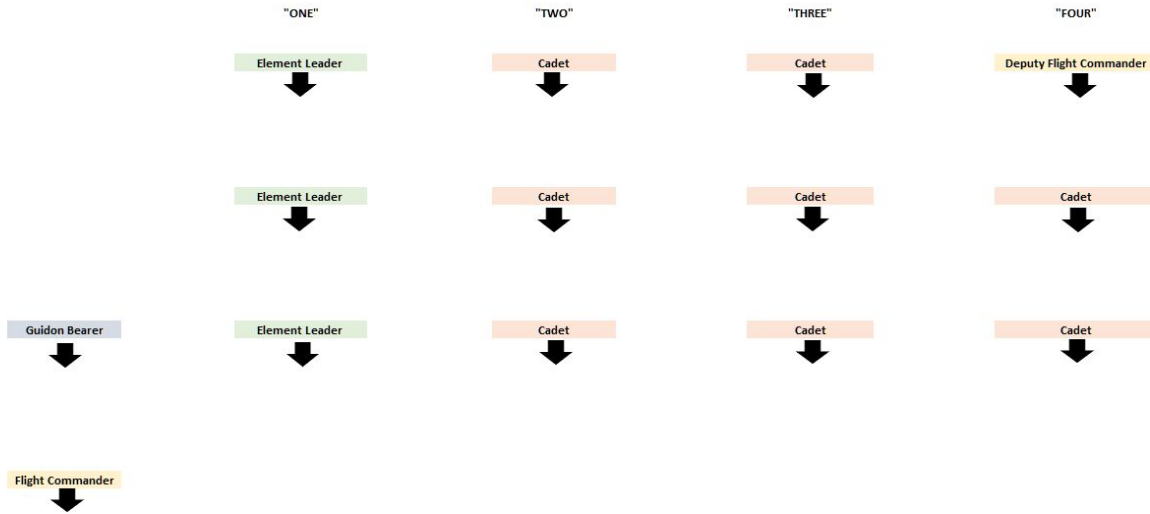 "ONE" "TWO" "THREE" "FOUR"
Element Leader Cadet Cadet Deputy Flight Commander
Element Leader Cadet Cadet Cadet
Guidon Bearer Element Leader Cadet Cadet Cadet
Flight Commander